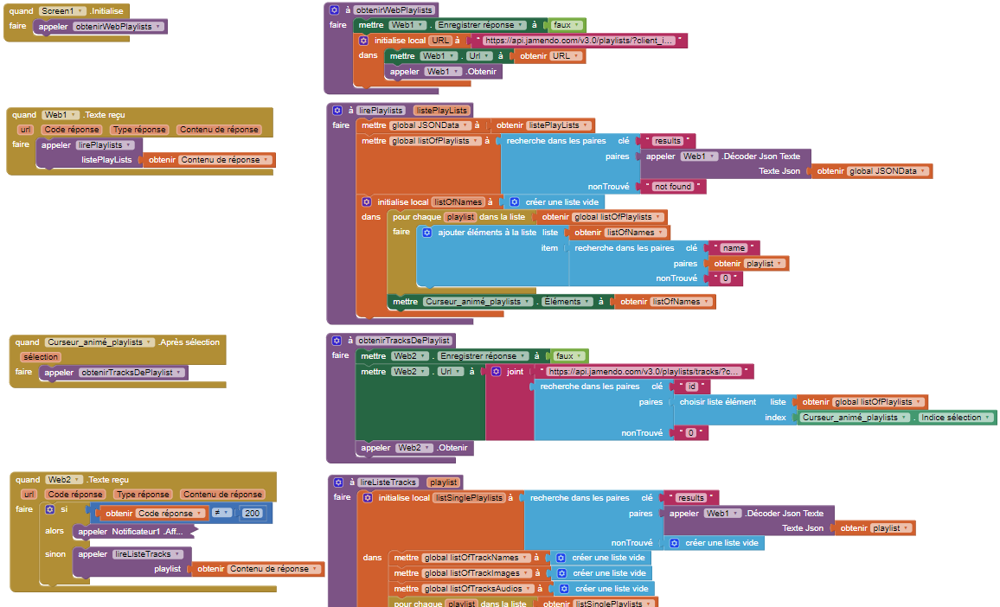 quand Screen1 .Initialise
faire appeler obtenirWebPlaylists
à obtenirWebPlaylists
faire mettre Web1 . Enregistrer réponse à faux
initialise local URL à " https://api.jamendo.com/v3.0/playlists/?client_i... "
dans mettre Web1 . Url à obtenir URL
appeler Web1 .Obtenir
quand Web1 .Texte reçu
url Code réponse Type réponse Contenu de réponse
faire appeler lirePlaylists
listePlayLists obtenir Contenu de réponse
à lirePlaylists listePlayLists
faire mettre global JSONData à obtenir listePlayLists
mettre global listOfPlaylists à recherche dans les paires clé " results "
paires appeler Web1 .Décoder Json Texte
Texte Json obtenir global JSONData
nonTrouvé " not found "
initialise local listOfNames à créer une liste vide
dans pour chaque playlist dans la liste obtenir global listOfPlaylists
faire ajouter éléments à la liste liste obtenir listOfNames
item recherche dans les paires clé " name "
paires obtenir playlist
nonTrouvé " 0 "
mettre Curseur_animé_playlists . Éléments à obtenir listOfNames
quand Curseur_animé_playlists .Après sélection
sélection
faire appeler obtenirTracksDePlaylist
à obtenirTracksDePlaylist
faire mettre Web2 . Enregistrer réponse à faux
mettre Web2 . Url à joint " https://api.jamendo.com/v3.0/playlists/tracks/?c... "
recherche dans les paires clé " id "
paires choisir liste élément liste obtenir global listOfPlaylists
index Curseur_animé_playlists . Indice sélection
nonTrouvé " 0 "
appeler Web2 .Obtenir
quand Web2 .Texte reçu
url Code réponse Type réponse Contenu de réponse
faire si obtenir Code réponse ≠ 200
alors appeler Notificateur1 .Aff...
sinon appeler lireListeTracks
playlist obtenir Contenu de réponse
à lireListeTracks playlist
faire initialise local listSinglePlaylists à recherche dans les paires clé " results "
paires appeler Web1 .Décoder Json Texte
Texte Json obtenir playlist
nonTrouvé créer une liste vide
dans mettre global listOfTrackNames à créer une liste vide
mettre global listOfTrackImages à créer une liste vide
mettre global listOfTracksAudios à créer une liste vide
pour chaque playlist dans la liste obtenir listSinglePlaylists